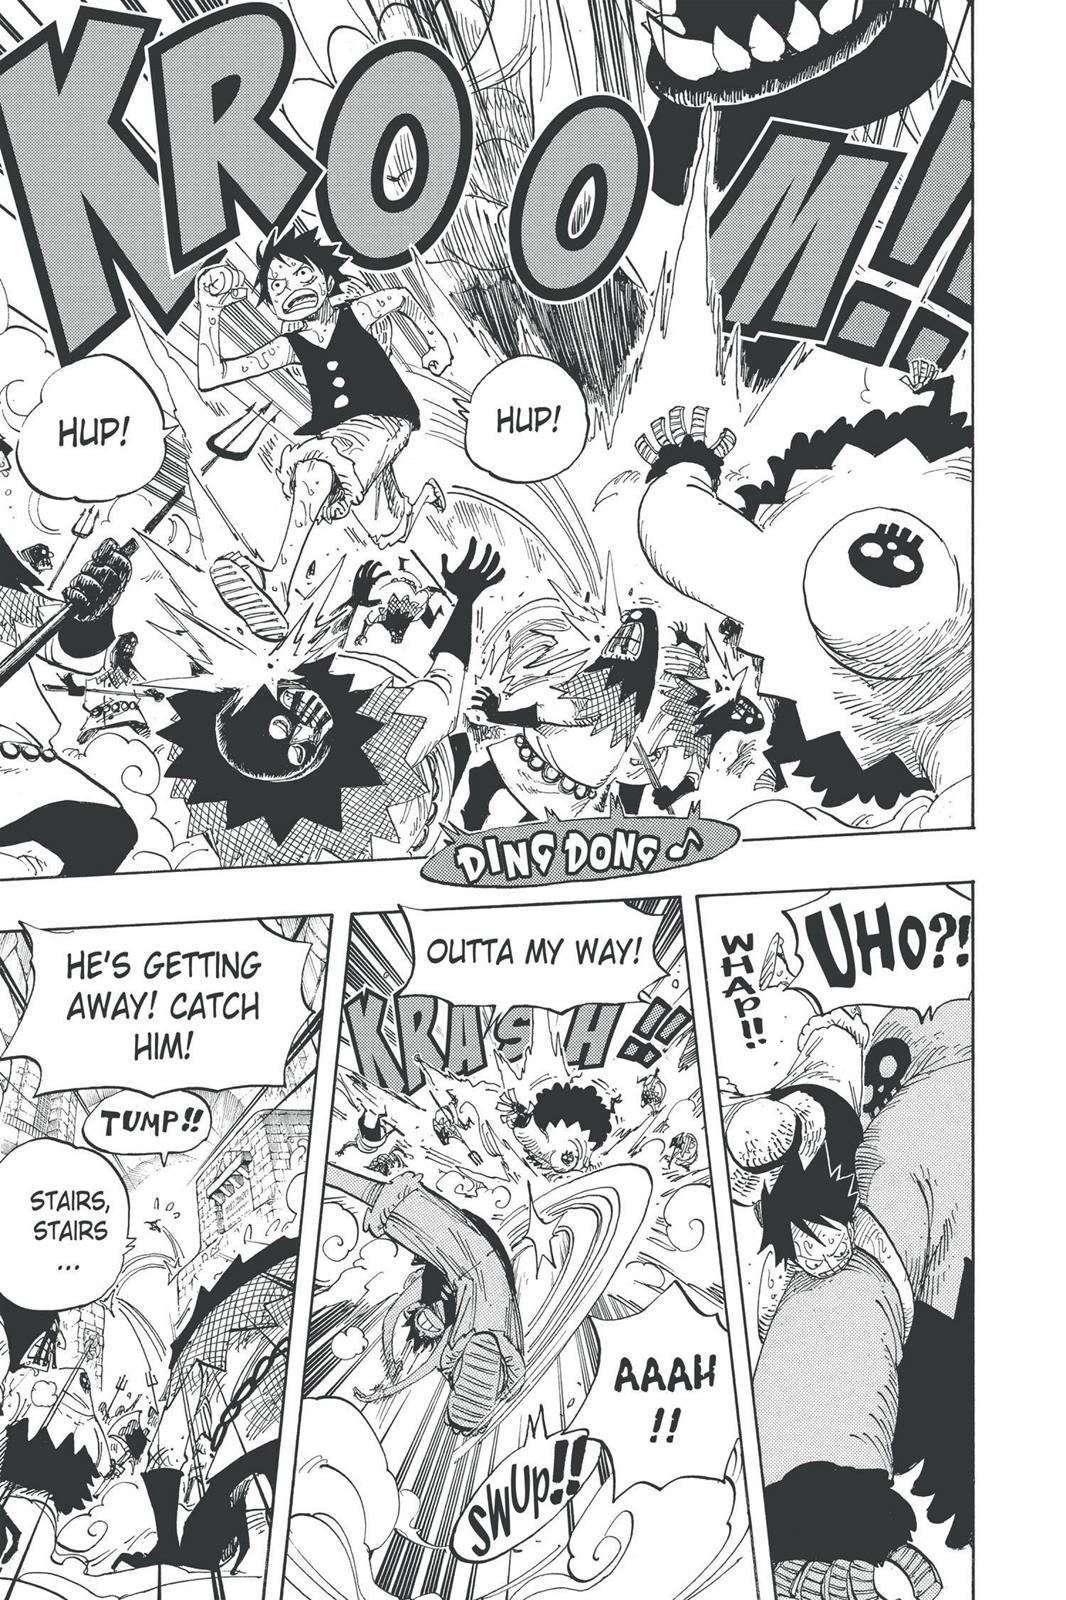 KROOM!!
HUP!
HUP!
DING DONG♪
UHO?!
WHAP!!
OUTTA MY WAY!
KRASH!!
AAAH
!!
SWUP!!
HE'S GETTING
AWAY! CATCH
HIM!
TUMP!!
STAIRS,
STAIRS
...